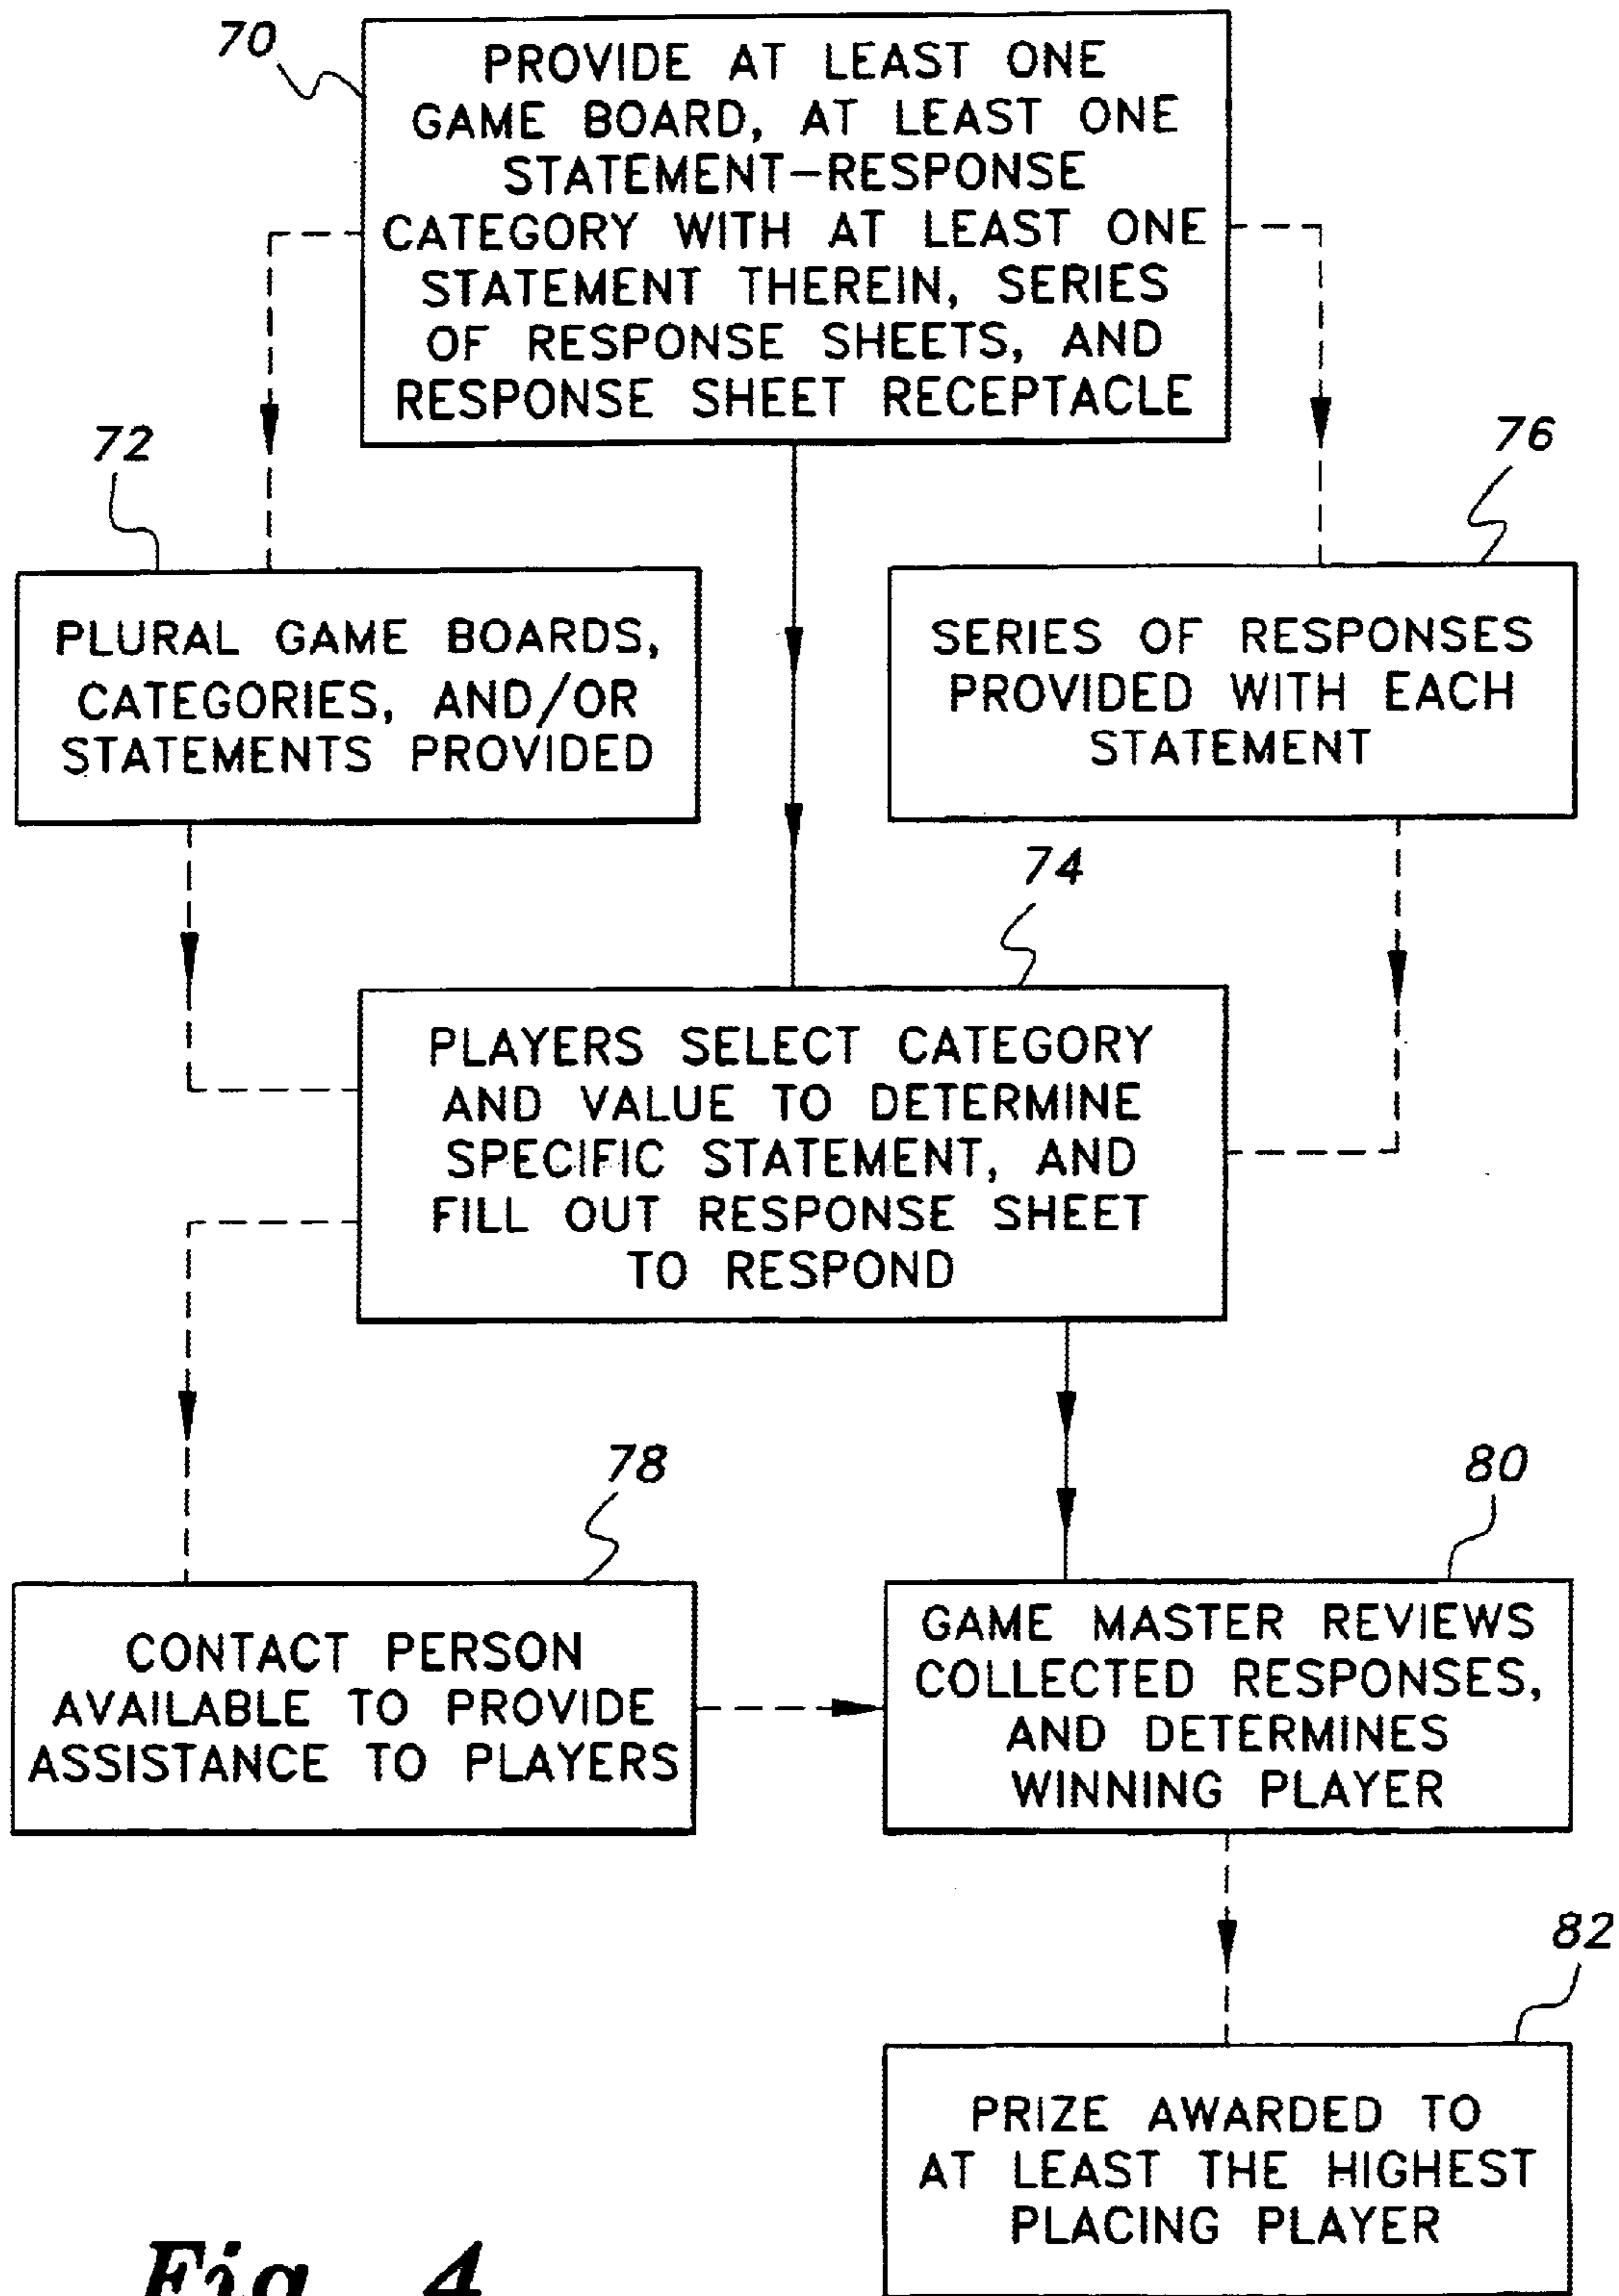 70
PROVIDE AT LEAST ONE
GAME BOARD, AT LEAST ONE
STATEMENT-RESPONSE
CATEGORY WITH AT LEAST ONE
STATEMENT THEREIN, SERIES
OF RESPONSE SHEETS, AND
RESPONSE SHEET RECEPTACLE
72
PLURAL GAME BOARDS,
CATEGORIES, AND/OR
STATEMENTS PROVIDED
76
SERIES OF RESPONSES
PROVIDED WITH EACH
STATEMENT
74
PLAYERS SELECT CATEGORY
AND VALUE TO DETERMINE
SPECIFIC STATEMENT, AND
FILL OUT RESPONSE SHEET
TO RESPOND
78
CONTACT PERSON
AVAILABLE TO PROVIDE
ASSISTANCE TO PLAYERS
80
GAME MASTER REVIEWS
COLLECTED RESPONSES,
AND DETERMINES
WINNING PLAYER
82
PRIZE AWARDED TO
AT LEAST THE HIGHEST
PLACING PLAYER
Fig. 4